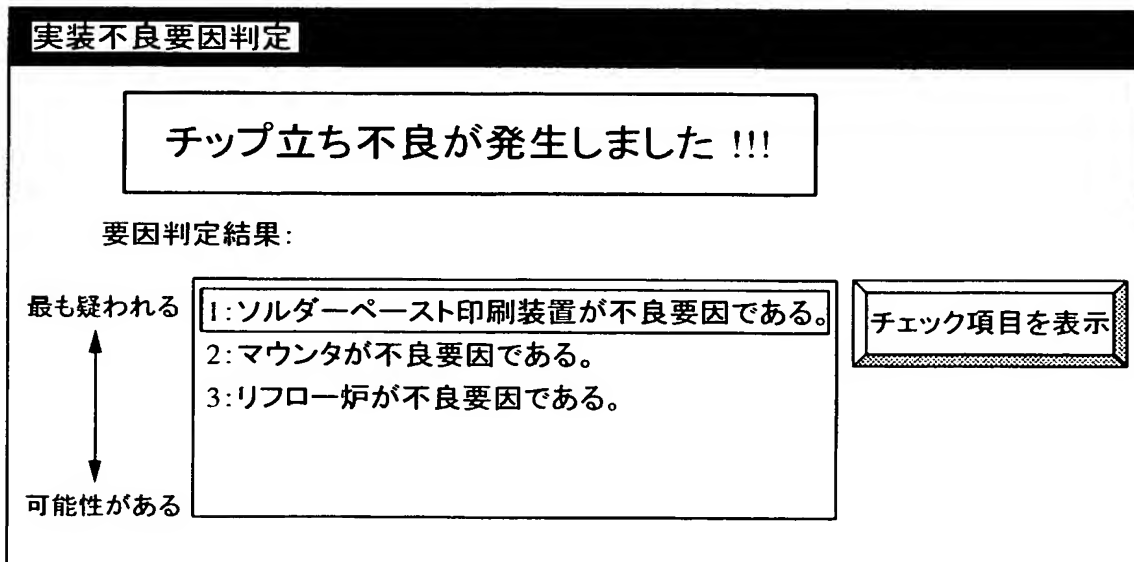 実装不良要因判定
チップ立ち不良が発生しました !!!
要因判定結果:
最も疑われる
1:ソルダーペースト印刷装置が不良要因である。
チェック項目を表示
2:マウンタが不良要因である。
3:リフロー炉が不良要因である。
可能性がある